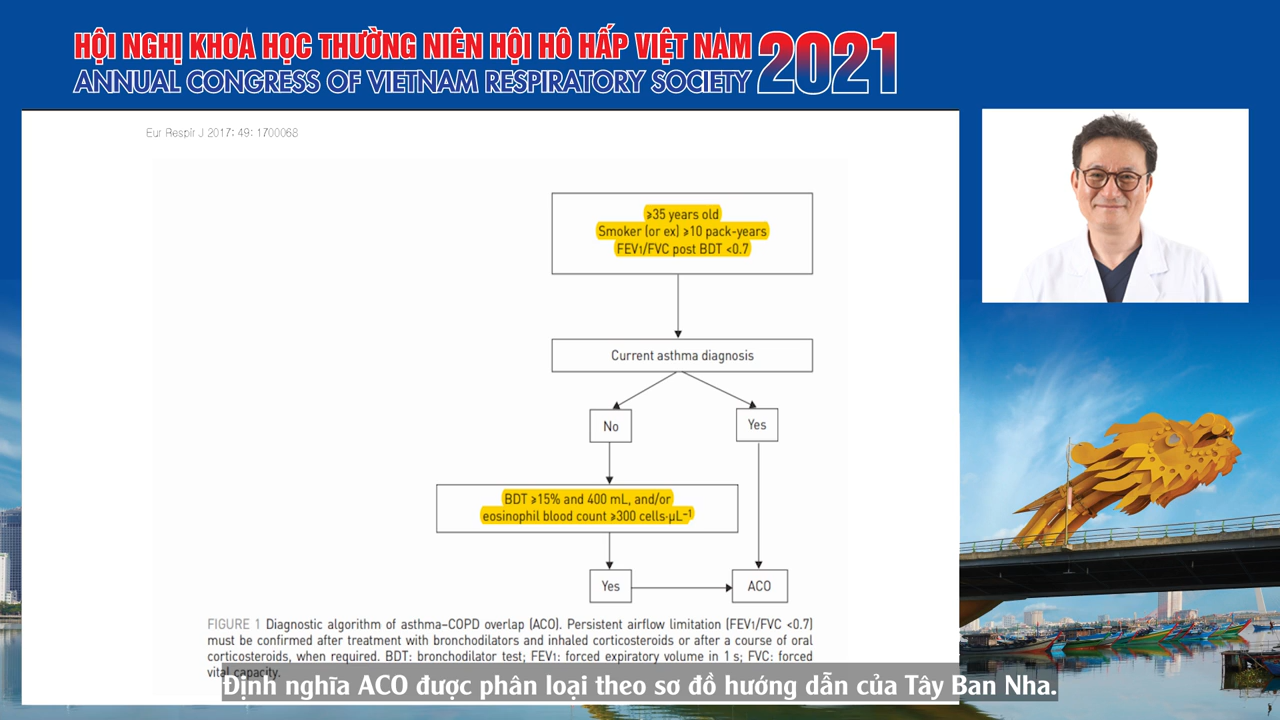 HỘI NGHỊ KHOA HỌC THƯỜNG NIÊN HỘI HÔ HẤP VIỆT NAM 2021
ANNUAL CONGRESS OF VIETNAM RESPIRATORY SOCIETY
Eur Respir J 2017; 49: 1700068
≥35 years old
Smoker (or ex) ≥10 pack-years
FEV1/FVC post BDT <0.7
Current asthma diagnosis
No
Yes
BDT ≥15% and 400 mL, and/or
eosinophil blood count ≥300 cells·µL⁻¹
Yes
ACO
FIGURE 1 Diagnostic algorithm of asthma–COPD overlap (ACO). Persistent airflow limitation (FEV1/FVC <0.7)
must be confirmed after treatment with bronchodilators and inhaled corticosteroids or after a course of oral
corticosteroids, when required. BDT: bronchodilator test; FEV1: forced expiratory volume in 1 s; FVC: forced
vital capacity.
Định nghĩa ACO được phân loại theo sơ đồ hướng dẫn của Tây Ban Nha.